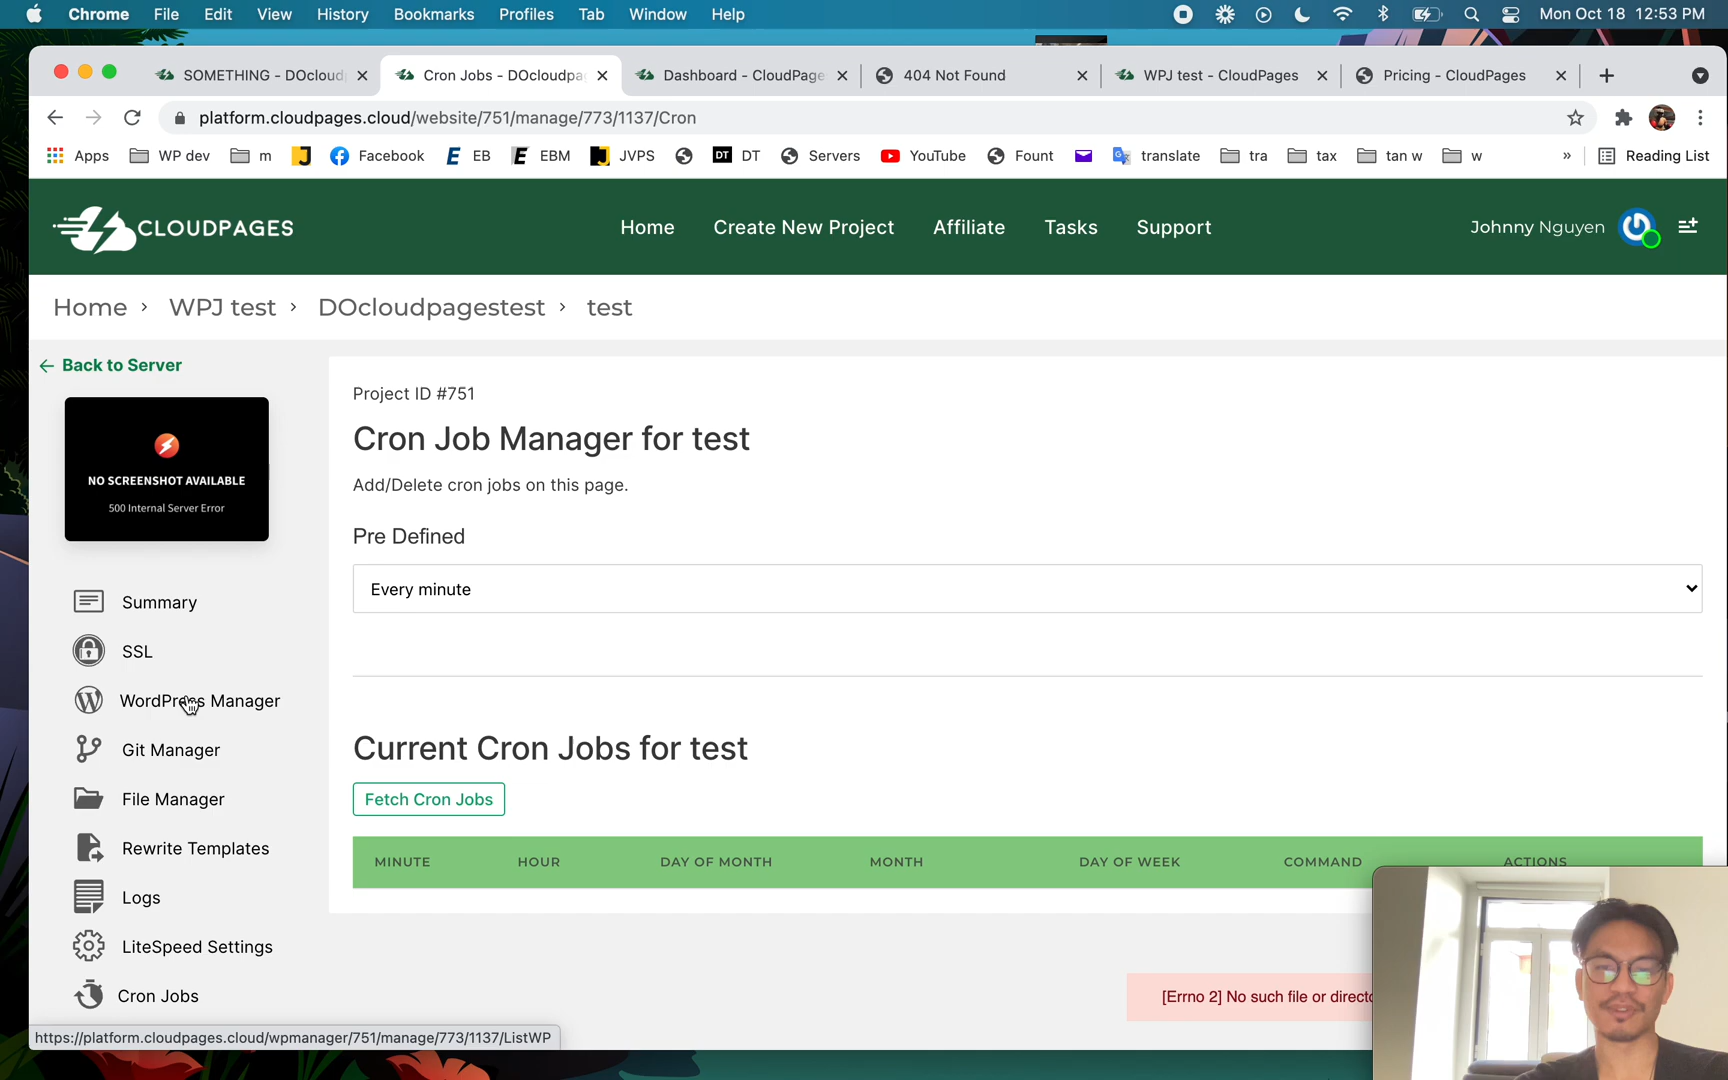 Chrome File Edit View History Bookmarks Profiles Tab Window Help Mon Oct 18 12:53 PM
SOMETHING - DOcloudp Cron Jobs - DOcloudpa Dashboard - CloudPage 404 Not Found WPJ test - CloudPages Pricing - CloudPages
platform.cloudpages.cloud/website/751/manage/773/1137/Cron
Apps WP dev m Facebook EB EBM JVPS DT DT Servers YouTube Fount translate tra tax tan w w » Reading List
CLOUDPAGES Home Create New Project Affiliate Tasks Support Johnny Nguyen
Home › WPJ test › DOcloudpagestest › test
← Back to Server
NO SCREENSHOT AVAILABLE
500 Internal Server Error
Summary
SSL
WordPress Manager
Git Manager
File Manager
Rewrite Templates
Logs
LiteSpeed Settings
Cron Jobs
https://platform.cloudpages.cloud/wpmanager/751/manage/773/1137/ListWP
Project ID #751
Cron Job Manager for test
Add/Delete cron jobs on this page.
Pre Defined
Every minute
Current Cron Jobs for test
Fetch Cron Jobs
MINUTE HOUR DAY OF MONTH MONTH DAY OF WEEK COMMAND ACTIONS
[Errno 2] No such file or directo